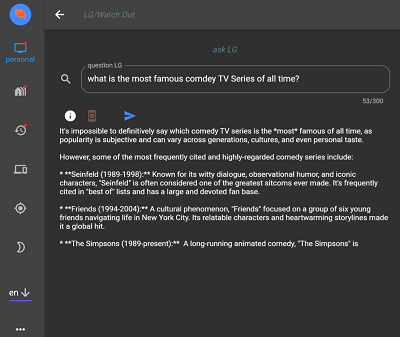 LG/Watch.Out
ask LG
personal
question LG
what is the most famous comdey TV Series of all time?
53/300
It's impossible to definitively say which comedy TV series is the *most* famous of all time, as
popularity is subjective and can vary across generations, cultures, and even personal taste.
However, some of the most frequently cited and highly-regarded comedy series include:
* **Seinfeld (1989-1998):** Known for its witty dialogue, observational humor, and iconic
characters, "Seinfeld" is often considered one of the greatest sitcoms ever made. It's frequently
cited in "best of" lists and has a large and devoted fan base.
* **Friends (1994-2004):** A cultural phenomenon, "Friends" focused on a group of six young
friends navigating life in New York City. Its relatable characters and heartwarming storylines made
it a global hit.
* **The Simpsons (1989-present):** A long-running animated comedy, "The Simpsons" is
en